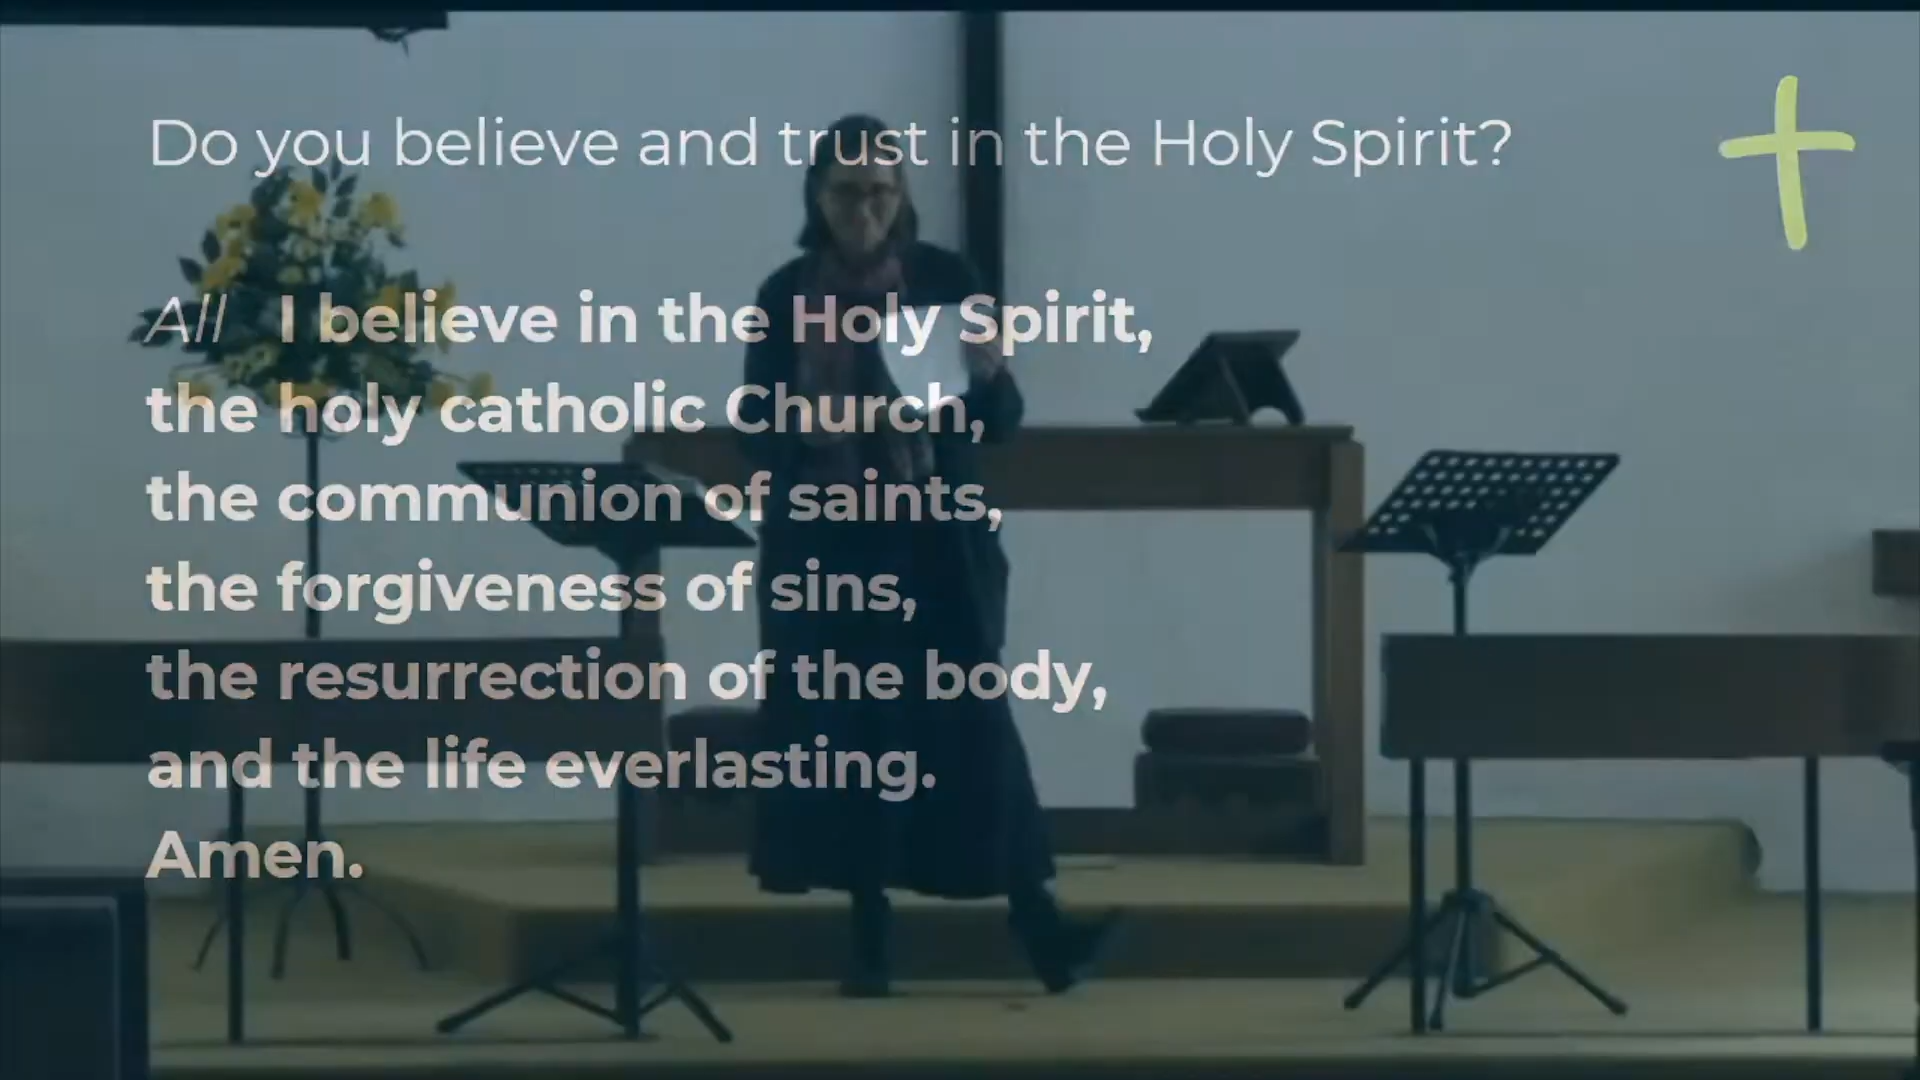 Do you believe and trust in the Holy Spirit?
All I believe in the Holy Spirit,
the holy catholic Church,
the communion of saints,
the forgiveness of sins,
the resurrection of the body,
and the life everlasting.
Amen.